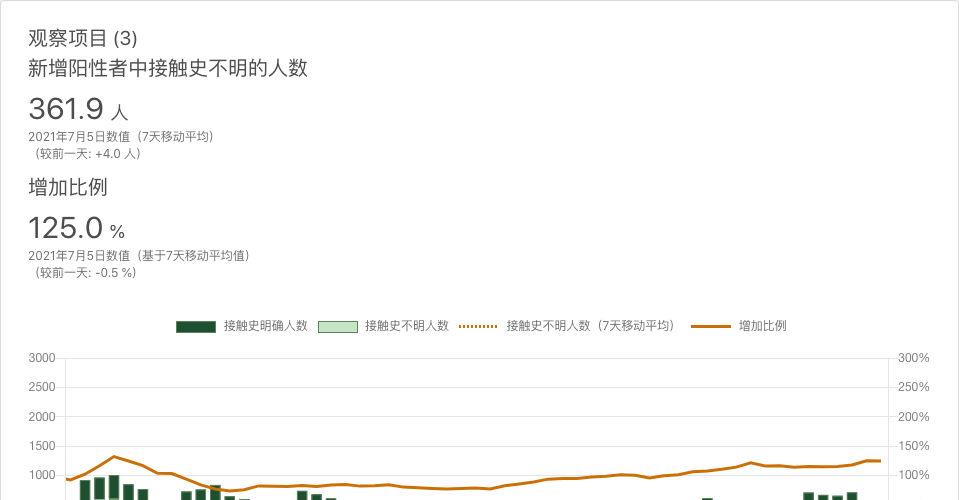 观察项目 (3)
新增阳性者中接触史不明的人数
361.9 人
2021年7月5日数值（7天移动平均）
（较前一天: +4.0 人）
增加比例
125.0 %
2021年7月5日数值（基于7天移动平均值）
（较前一天: -0.5 %）
接触史明确人数 接触史不明人数 接触史不明人数（7天移动平均） 增加比例
3000 300%
2500 250%
2000 200%
1500 150%
1000 100%